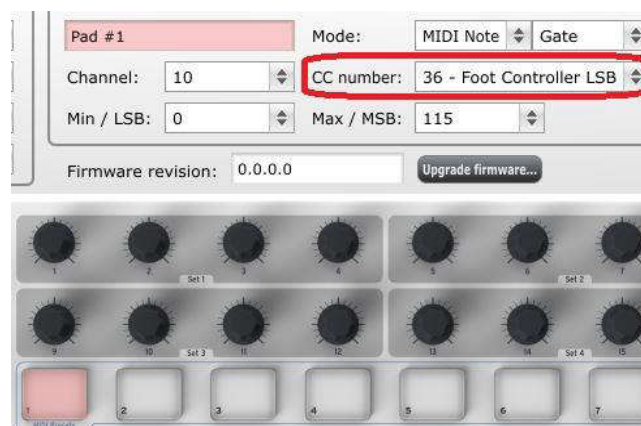 Pad #1 Mode: MIDI Note Gate
Channel: 10 CC number: 36 - Foot Controller LSB
Min / LSB: 0 Max / MSB: 115
Firmware revision: 0.0.0.0 Upgrade firmware...
1 2 3 4 5 6 7
Set 1 Set 2
9 10 11 12 13 14 15
Set 3 Set 4
1 2 3 4 5 6 7
MIDI Presets